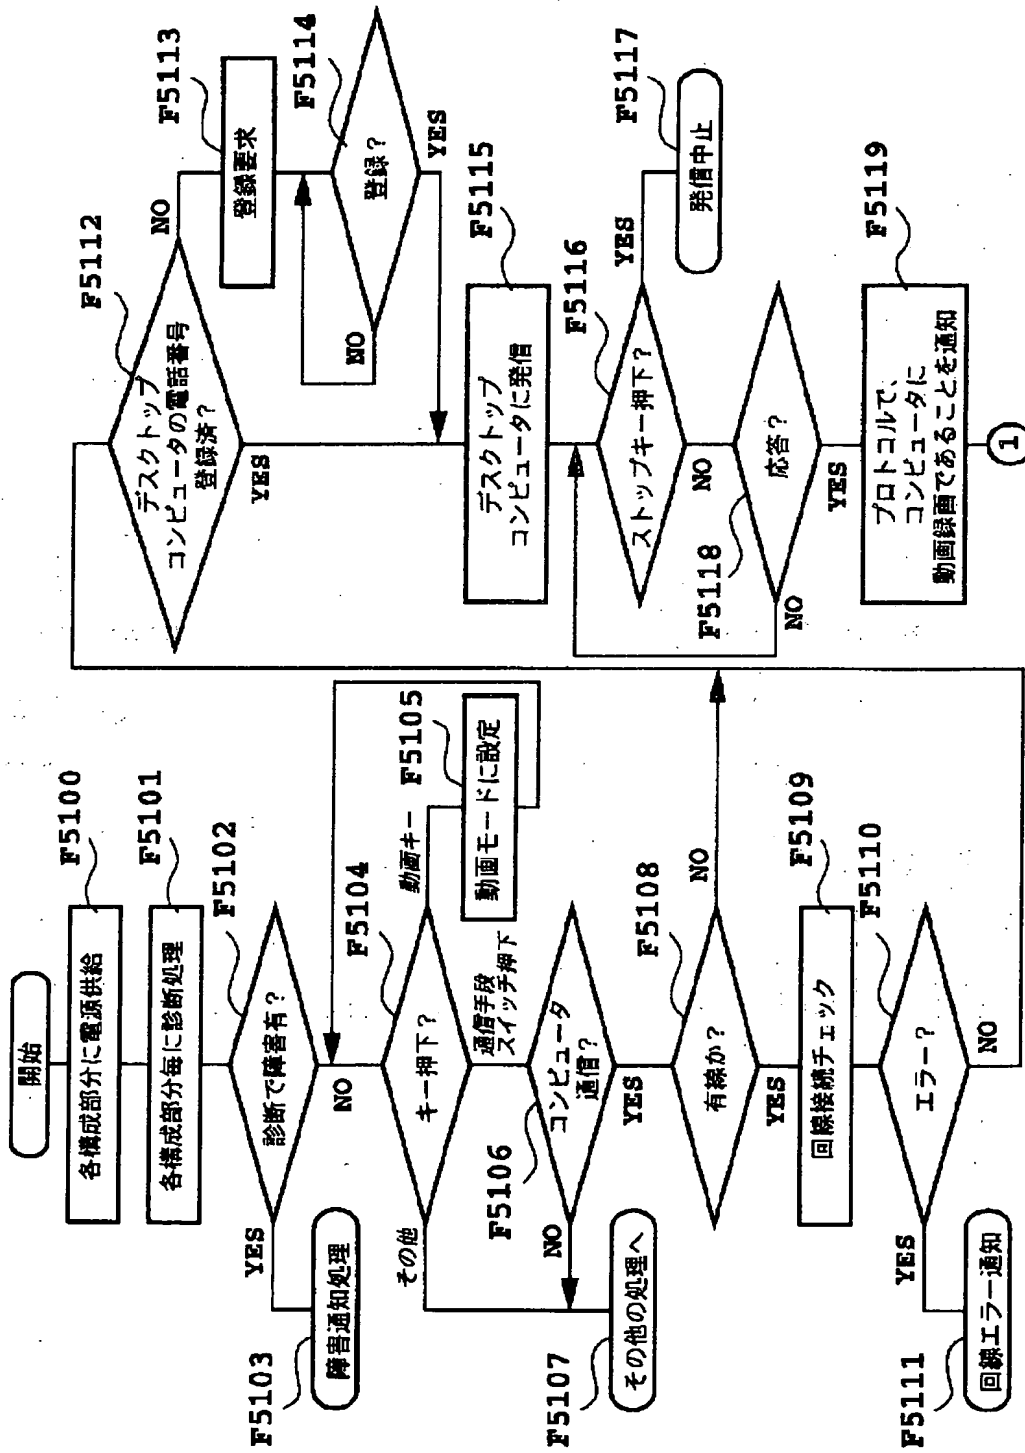 開始
F5100
各構成部分に電源供給
F5101
各構成部分毎に診断処理
F5102
診断で障害有？
YES
NO
F5103
障害通知処理
F5104
キー押下？
動画キー
F5105
動画モードに設定
その他
通信手段
スイッチ押下
F5106
コンピュータ
通信？
NO
YES
F5107
その他の処理へ
F5108
有線か？
NO
YES
F5109
回線接続チェック
F5110
エラー？
YES
NO
F5111
回線エラー通知
F5112
デスクトップ
コンピュータの電話番号
登録済？
NO
YES
F5113
登録要求
F5114
登録？
NO
YES
F5115
デスクトップ
コンピュータに発信
F5116
ストップキー押下？
YES
NO
F5117
発信中止
F5118
応答？
NO
YES
F5119
プロトコルで、
コンピュータに
動画録画であることを通知
1